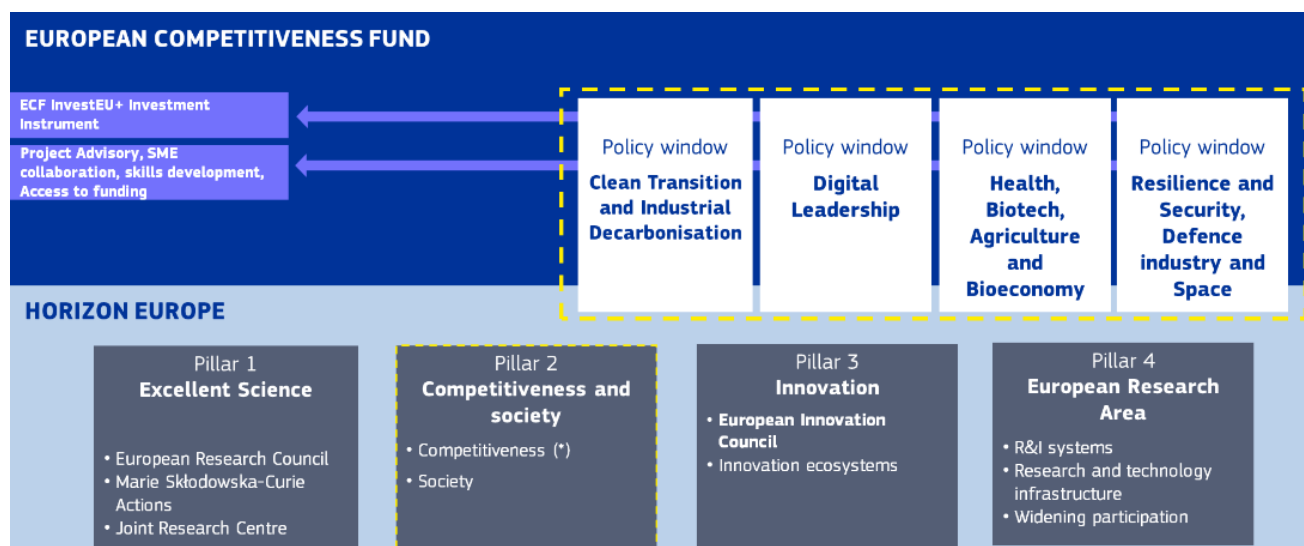 EUROPEAN COMPETITIVENESS FUND
ECF InvestEU+ Investment
Instrument
Project Advisory, SME
collaboration, skills development,
Access to funding
Policy window
Clean Transition
and Industrial
Decarbonisation
Policy window
Digital
Leadership
Policy window
Health,
Biotech,
Agriculture
and
Bioeconomy
Policy window
Resilience and
Security,
Defence
industry and
Space
HORIZON EUROPE
Pillar 1
Excellent Science
• European Research Council
• Marie Skłodowska-Curie
Actions
• Joint Research Centre
Pillar 2
Competitiveness and
society
• Competitiveness (*)
• Society
Pillar 3
Innovation
• European Innovation
Council
• Innovation ecosystems
Pillar 4
European Research
Area
• R&I systems
• Research and technology
infrastructure
• Widening participation